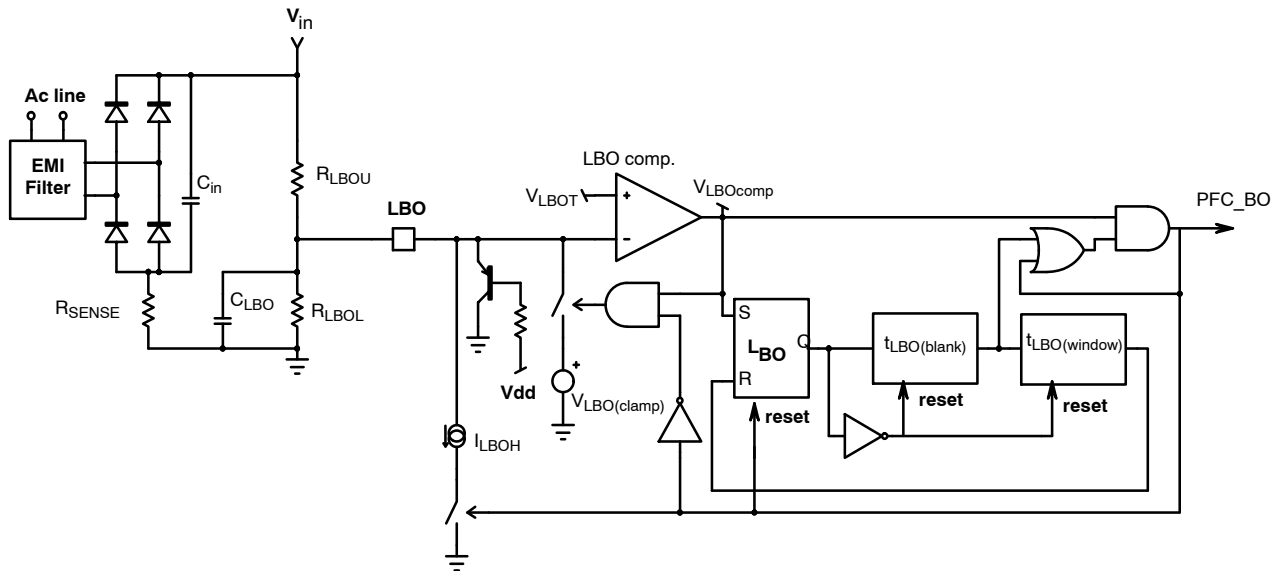 Vin
Ac line
EMI
Filter
Cin
RLBOU
LBO
RSENSE
CLBO
RLBOL
LBO comp.
VLBOT
+
−
VLBOcomp
PFC_BO
Vdd
+
VLBO(clamp)
ILBOH
S
LBO
Q
R
reset
tLBO(blank)
reset
tLBO(window)
reset